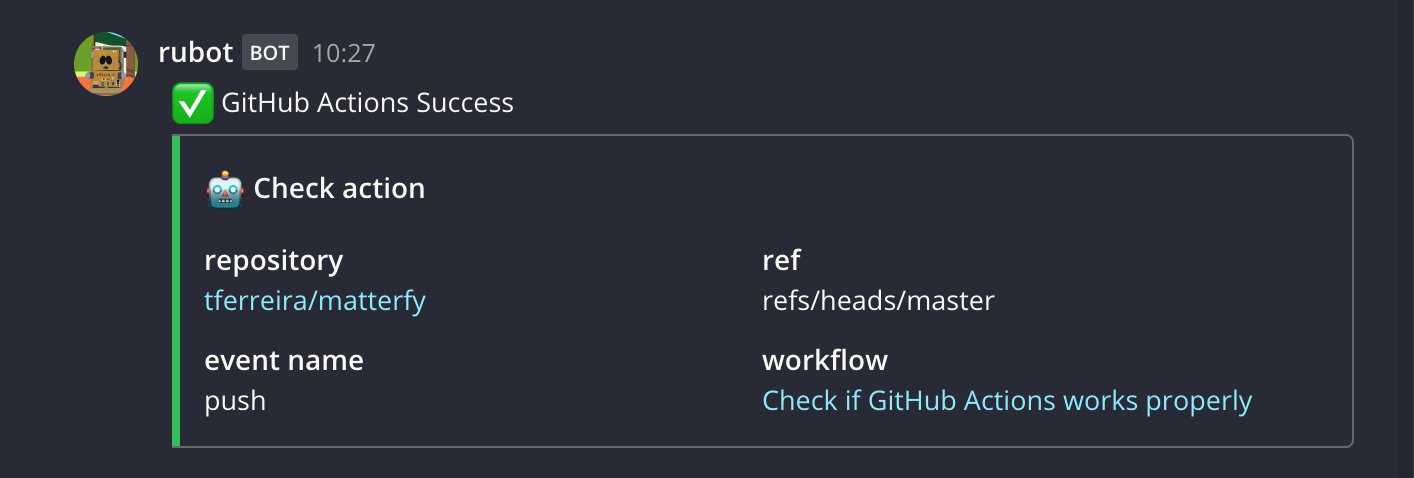 rubot BOT 10:27
✅ GitHub Actions Success
🤖 Check action
repository
tferreira/matterfy
ref
refs/heads/master
event name
push
workflow
Check if GitHub Actions works properly